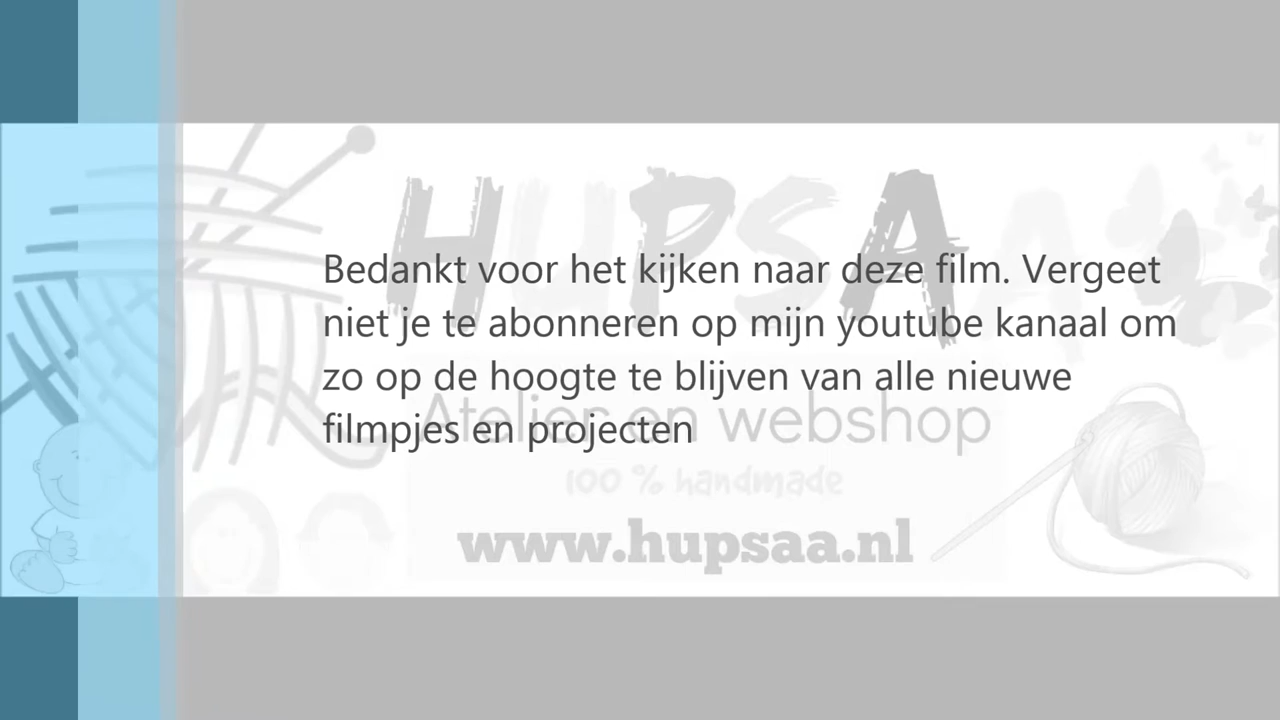 HUPSAA
Bedankt voor het kijken naar deze film. Vergeet
niet je te abonneren op mijn youtube kanaal om
zo op de hoogte te blijven van alle nieuwe
filmpjes en projecten
Atelier en webshop
100 % handmade
www.hupsaa.nl